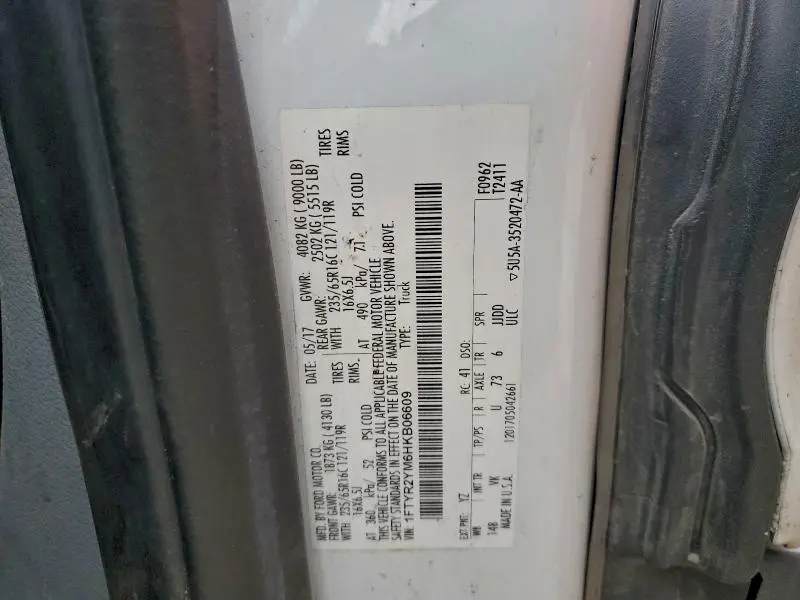 MFD. BY FORD MOTOR CO.
DATE: 05/17 GVWR: 4082 KG ( 9000 LB)
FRONT GAWR: 1873 KG ( 4130 LB) REAR GAWR: 2502 KG ( 5515 LB)
WITH 235/65R16C 121/119R TIRES WITH 235/65R16C 121/119R TIRES
16X6.5J RIMS 16X6.5J RIMS
AT 360 kPa/ 52 PSI COLD AT 490 kPa/ 71 PSI COLD
THIS VEHICLE CONFORMS TO ALL APPLICABLE FEDERAL MOTOR VEHICLE
SAFETY STANDARDS IN EFFECT ON THE DATE OF MANUFACTURE SHOWN ABOVE.
VIN: 1FTYR2YM6HKB06609 TYPE: Truck
F0962
T2411
EXT PNT: YZ RC: 41 DSO:
WB INT TR TP/PS R AXLE TR SPR
148 VK U 73 6 JJDD
ULC
MADE IN U.S.A. 1201705042661
▽5U5A-3520472-AA